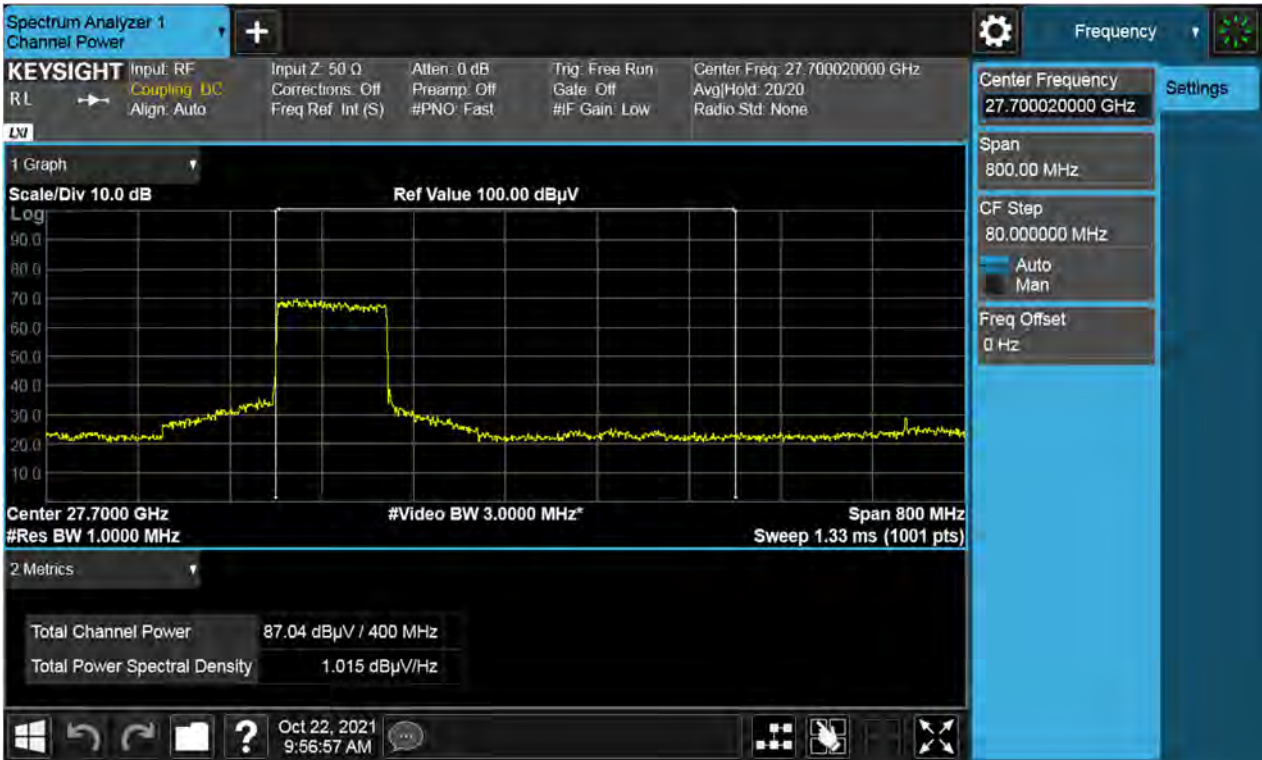 Spectrum Analyzer 1
Channel Power
+
Frequency
KEYSIGHT
RL
LXI
Input: RF
Coupling: DC
Align: Auto
Input Z: 50 Ω
Corrections: Off
Freq Ref: Int (S)
Atten: 0 dB
Preamp: Off
#PNO: Fast
Trig: Free Run
Gate: Off
#IF Gain: Low
Center Freq: 27.700020000 GHz
Avg|Hold: 20/20
Radio Std: None
Center Frequency
27.700020000 GHz
Settings
Span
800.00 MHz
CF Step
80.000000 MHz
Auto
Man
Freq Offset
0 Hz
1 Graph
Scale/Div 10.0 dB
Ref Value 100.00 dBµV
Log
90.0
80.0
70.0
60.0
50.0
40.0
30.0
20.0
10.0
Center 27.7000 GHz
#Video BW 3.0000 MHz*
Span 800 MHz
#Res BW 1.0000 MHz
Sweep 1.33 ms (1001 pts)
2 Metrics
Total Channel Power 87.04 dBµV / 400 MHz
Total Power Spectral Density 1.015 dBµV/Hz
?
Oct 22, 2021
9:56:57 AM